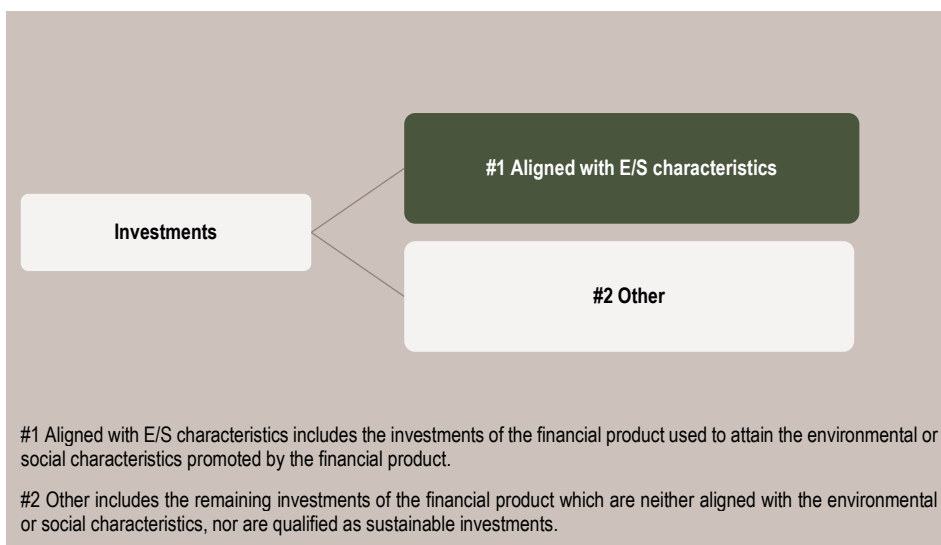 #1 Aligned with E/S characteristics
Investments
#2 Other
#1 Aligned with E/S characteristics includes the investments of the financial product used to attain the environmental or
social characteristics promoted by the financial product.
#2 Other includes the remaining investments of the financial product which are neither aligned with the environmental
or social characteristics, nor are qualified as sustainable investments.